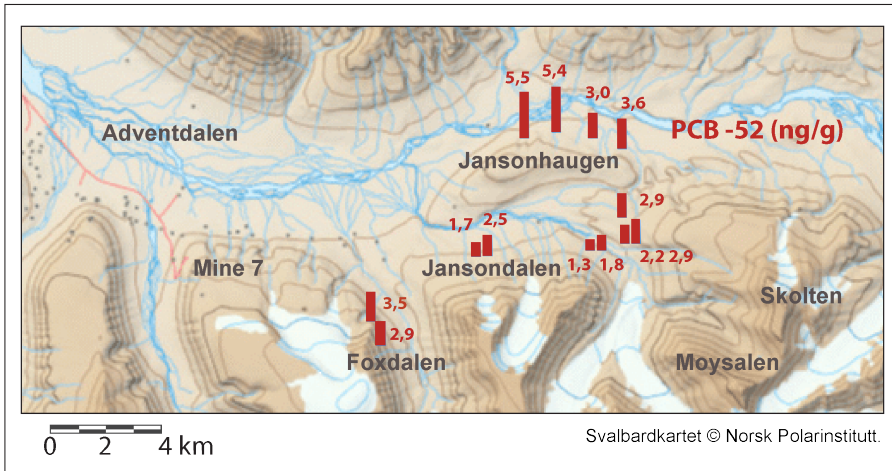 5,5
5,4
3,0
3,6
Adventdalen
PCB -52 (ng/g)
Jansonhaugen
2,9
1,7
2,5
Mine 7
Jansondalen
1,3
1,8
2,2 2,9
Skolten
3,5
2,9
Foxdalen
Moysalen
0 2 4 km
Svalbardkartet © Norsk Polarinstitutt.